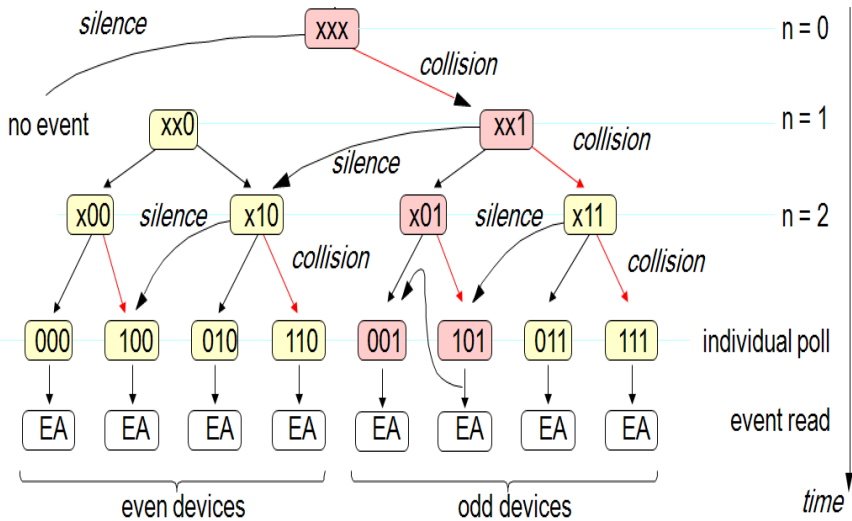 silence
xxx
n = 0
collision
no event
xx0
xx1
n = 1
silence
collision
x00
silence
x10
x01
silence
x11
n = 2
collision
collision
000
100
010
110
001
101
011
111
individual poll
EA
EA
EA
EA
EA
EA
EA
EA
event read
even devices
odd devices
time